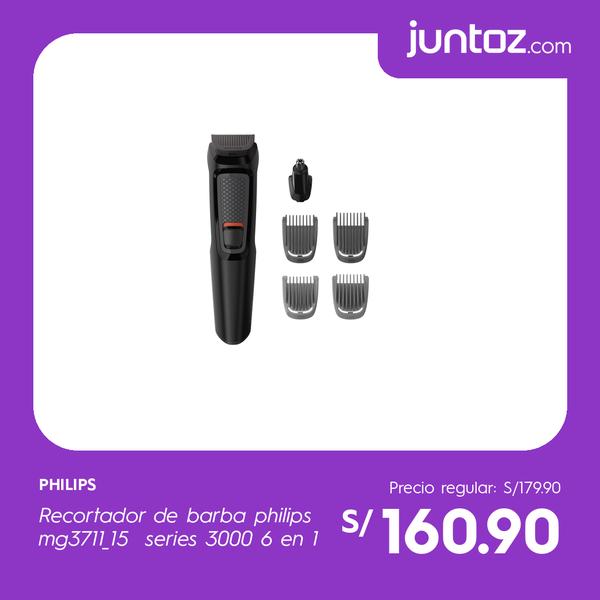 juntoz.com
PHILIPS
Recortador de barba philips
mg3711_15 series 3000 6 en 1
Precio regular: S/179.90
S/160.90